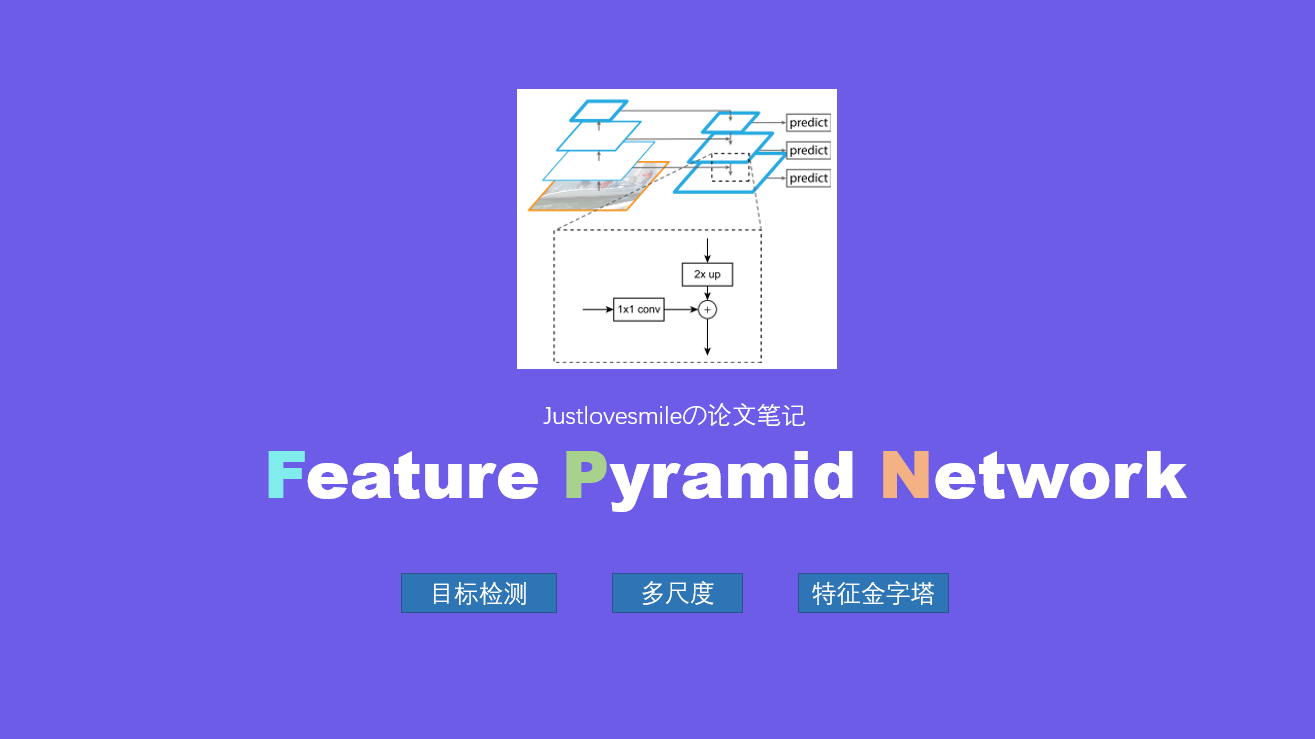 predict
predict
predict
2x up
1x1 conv
+
Justlovesmileの论文笔记
Feature Pyramid Network
目标检测
多尺度
特征金字塔